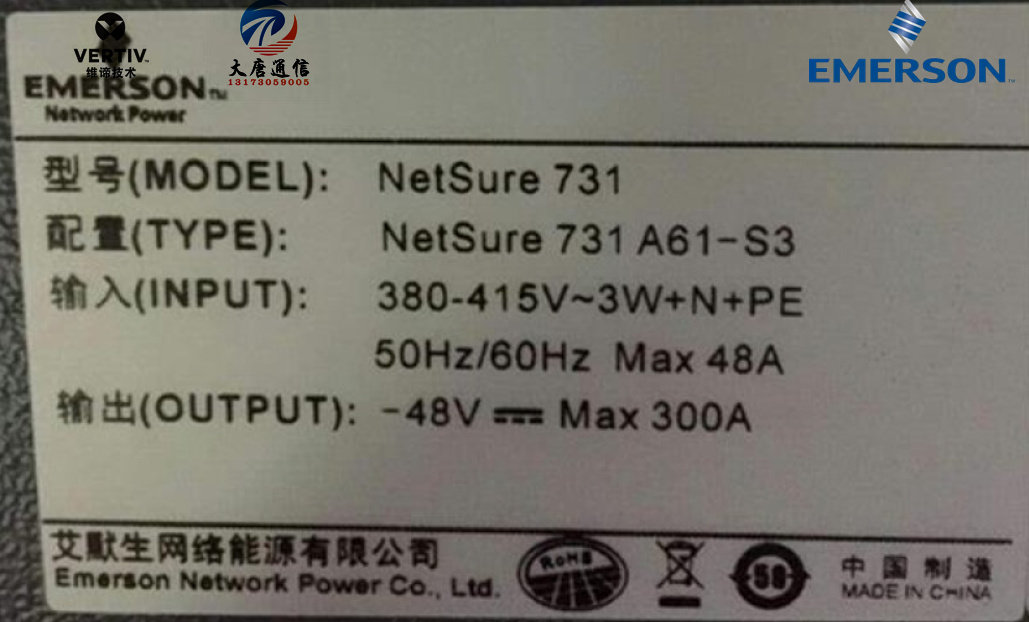 VERTIV™
维谛技术
大唐通信
13173059005
EMERSON™
EMERSON™
Network Power
型号(MODEL): NetSure 731
配置(TYPE): NetSure 731 A61-S3
输入(INPUT): 380-415V~3W+N+PE
50Hz/60Hz Max 48A
输出(OUTPUT): -48V ⎓ Max 300A
艾默生网络能源有限公司
Emerson Network Power Co., Ltd.
RoHS
50
中国制造
MADE IN CHINA